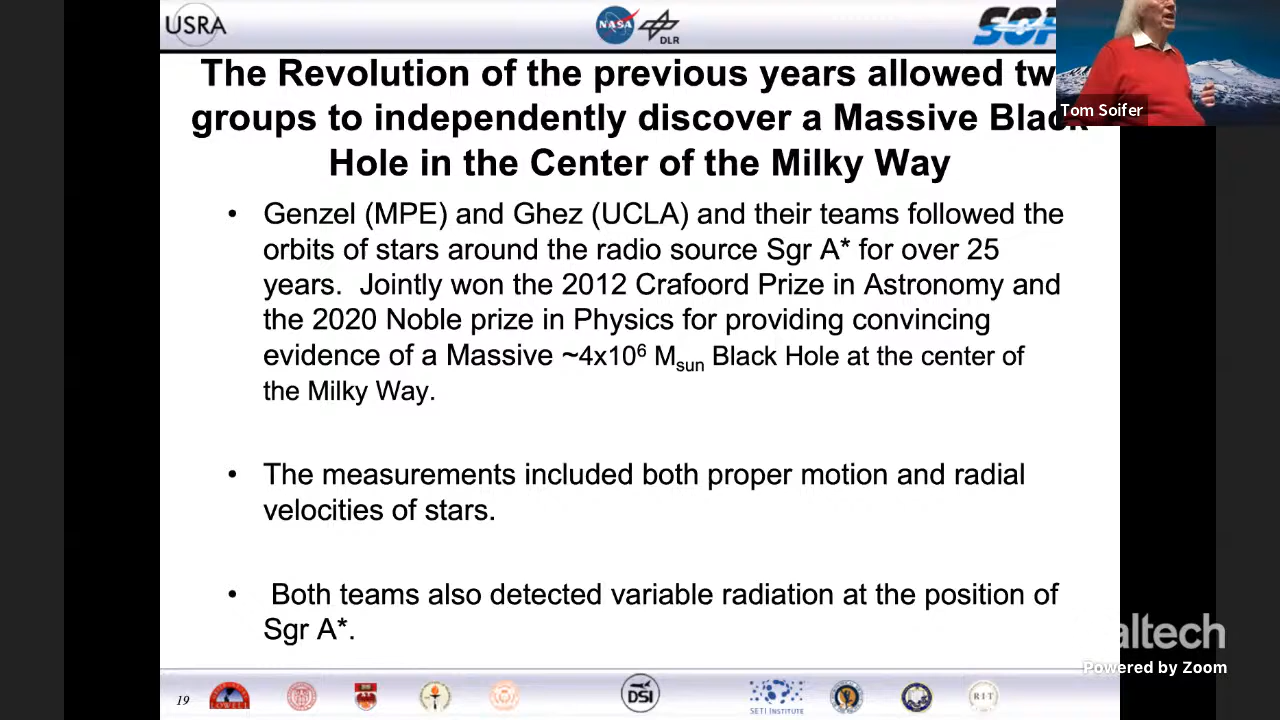 USRA
NASA
DLR
Tom Soifer
The Revolution of the previous years allowed tw
groups to independently discover a Massive Black
Hole in the Center of the Milky Way
• Genzel (MPE) and Ghez (UCLA) and their teams followed the
orbits of stars around the radio source Sgr A* for over 25
years. Jointly won the 2012 Crafoord Prize in Astronomy and
the 2020 Noble prize in Physics for providing convincing
evidence of a Massive ~4x10⁶ Msun Black Hole at the center of
the Milky Way.
• The measurements included both proper motion and radial
velocities of stars.
• Both teams also detected variable radiation at the position of
Sgr A*.
altech
Powered by Zoom
19
LOWELL
DSI
SETI INSTITUTE
RIT